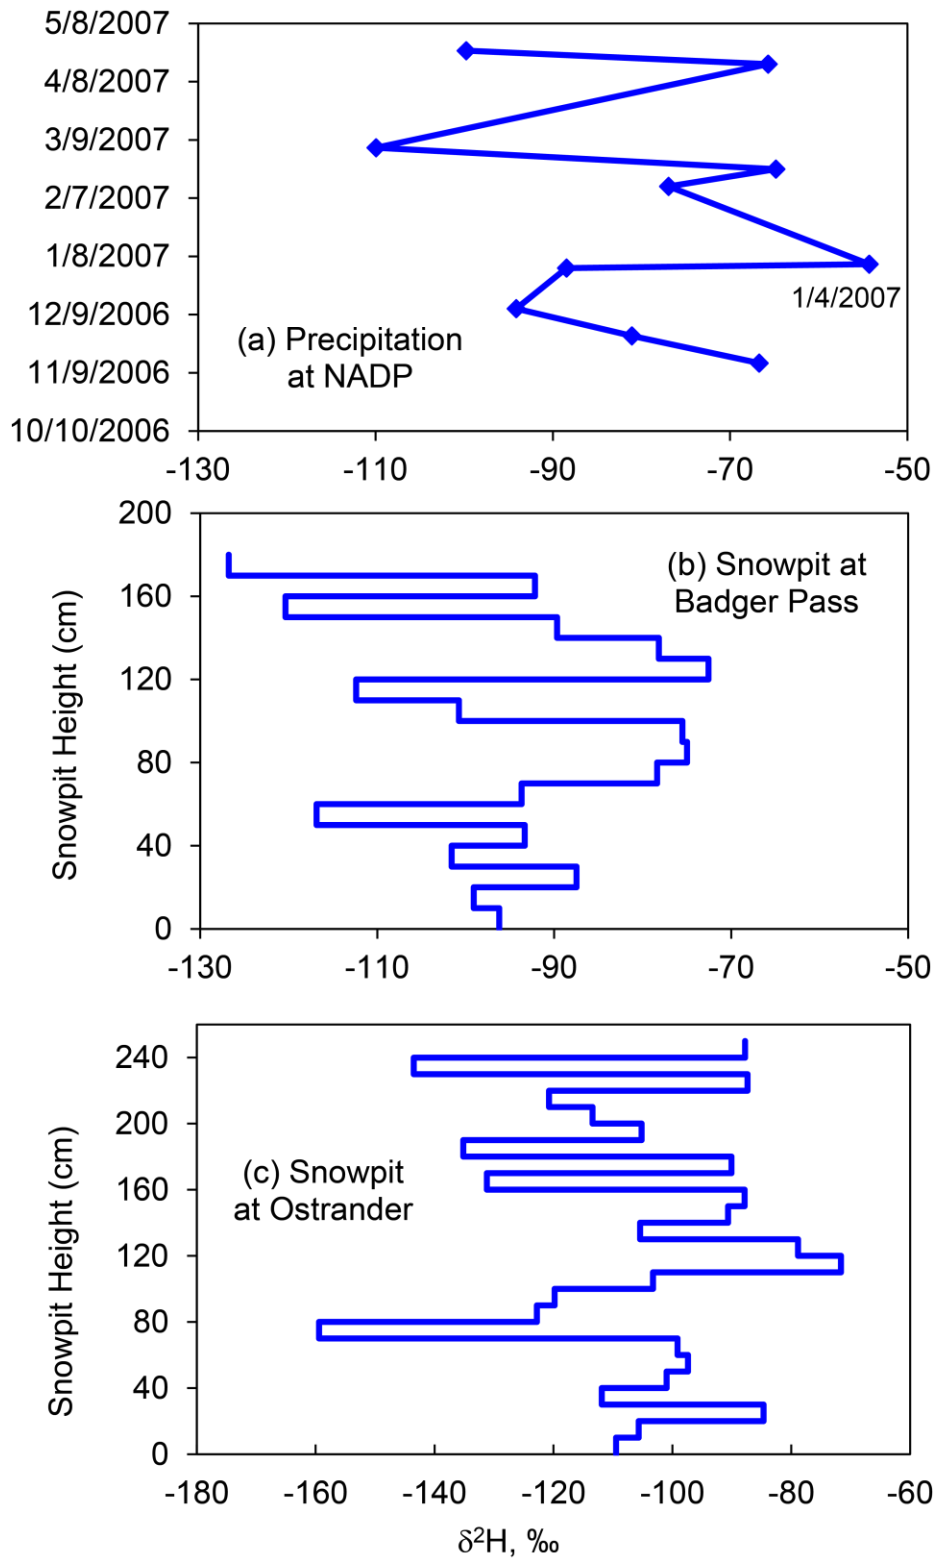 5/8/2007
4/8/2007
3/9/2007
2/7/2007
1/8/2007
12/9/2006
11/9/2006
10/10/2006
1/4/2007
(a) Precipitation
at NADP
-130 -110 -90 -70 -50
Snowpit Height (cm)
200
160
120
80
40
0
(b) Snowpit at
Badger Pass
-130 -110 -90 -70 -50
Snowpit Height (cm)
240
200
160
120
80
40
0
(c) Snowpit
at Ostrander
-180 -160 -140 -120 -100 -80 -60
δ²H, ‰